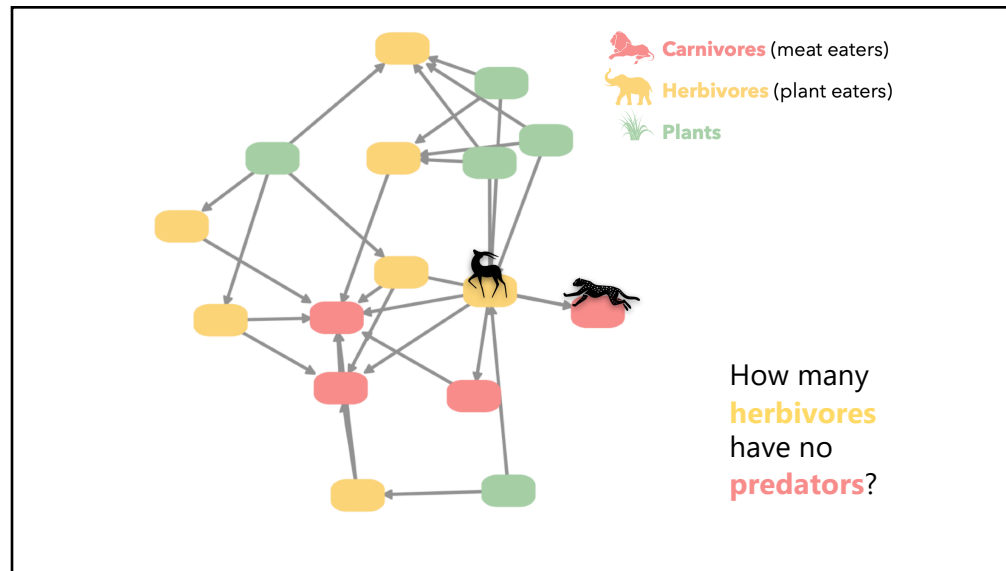 Carnivores (meat eaters)
Herbivores (plant eaters)
Plants
How many
herbivores
have no
predators?